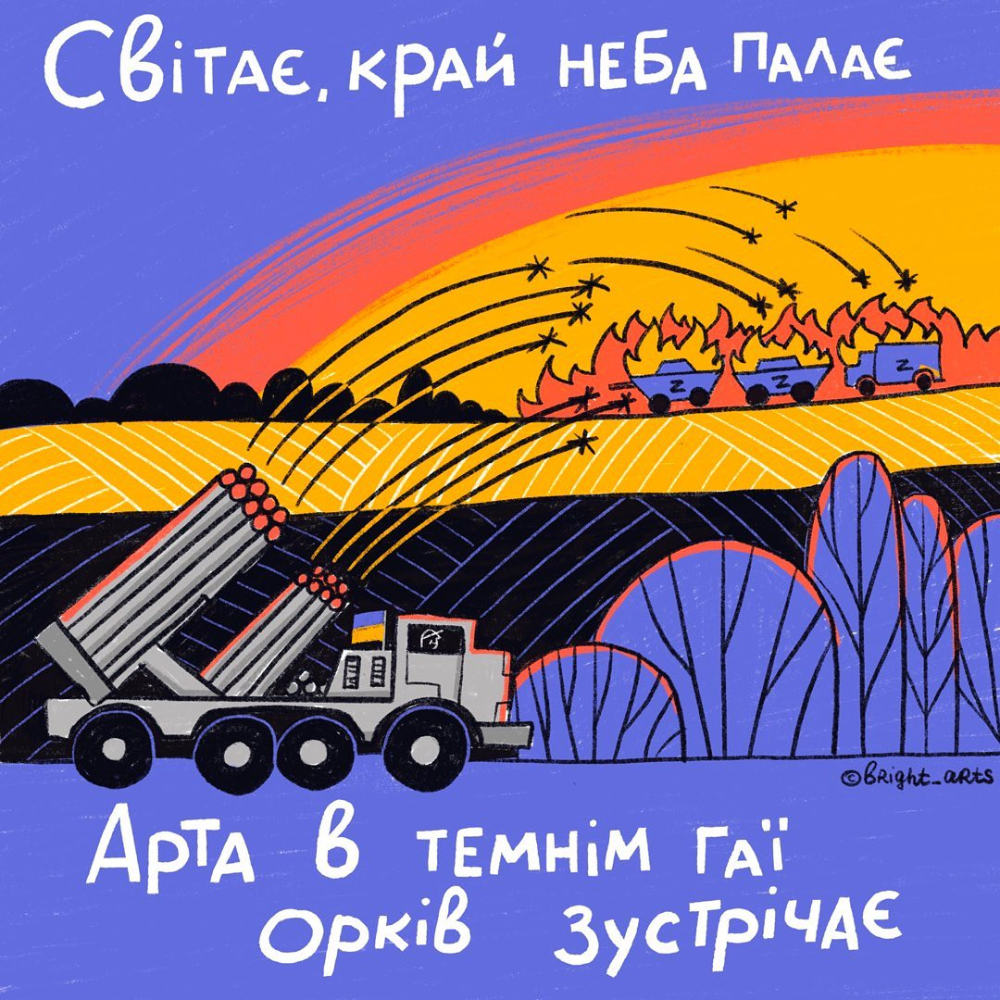 Світає, край неба палає
Z
Z
Z
©bright_arts
Арта в темнім гаї
орків зустрічає